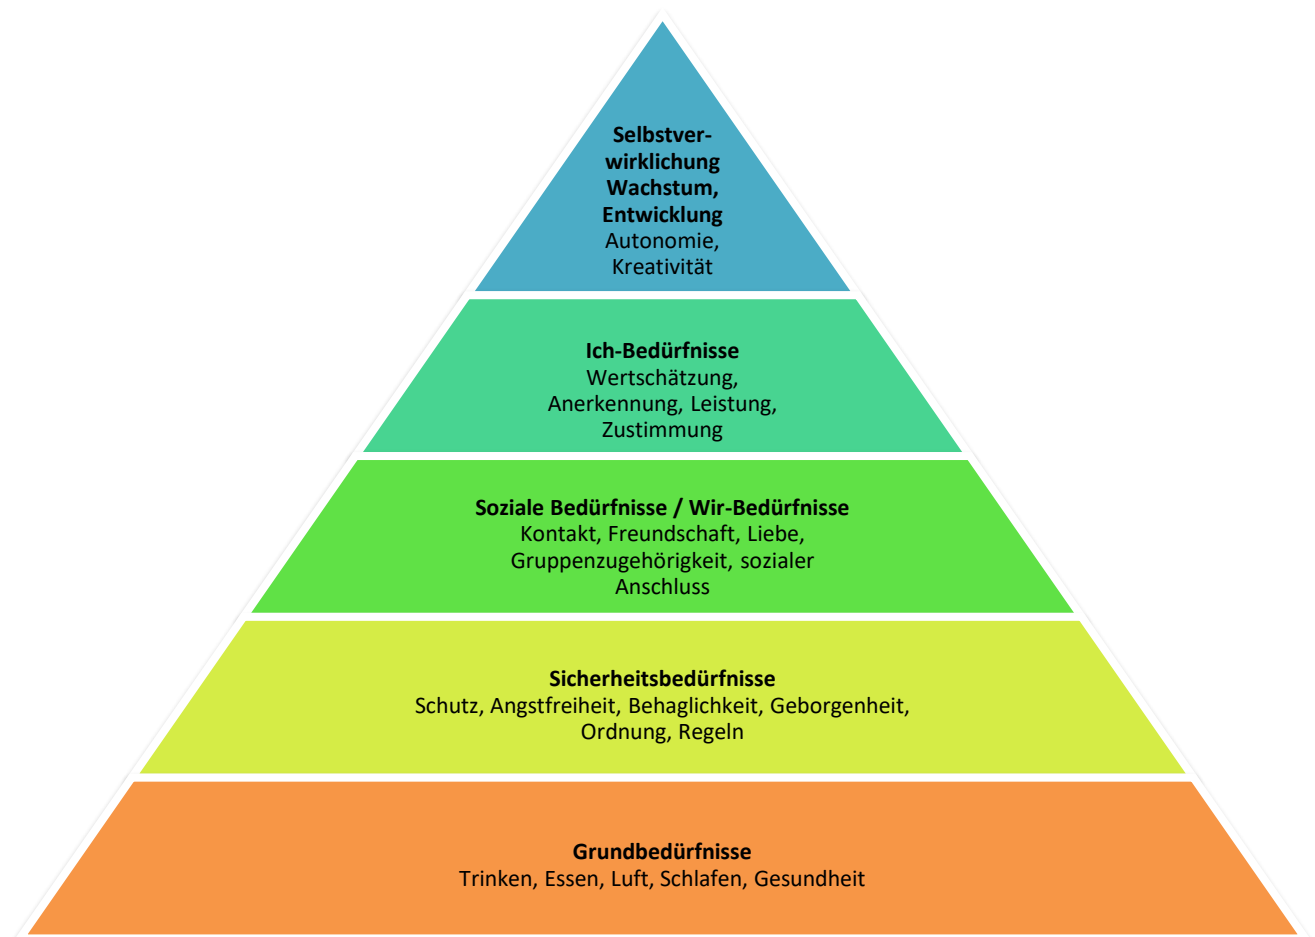 Selbstver-
wirklichung
Wachstum,
Entwicklung
Autonomie,
Kreativität
Ich-Bedürfnisse
Wertschätzung,
Anerkennung, Leistung,
Zustimmung
Soziale Bedürfnisse / Wir-Bedürfnisse
Kontakt, Freundschaft, Liebe,
Gruppenzugehörigkeit, sozialer
Anschluss
Sicherheitsbedürfnisse
Schutz, Angstfreiheit, Behaglichkeit, Geborgenheit,
Ordnung, Regeln
Grundbedürfnisse
Trinken, Essen, Luft, Schlafen, Gesundheit